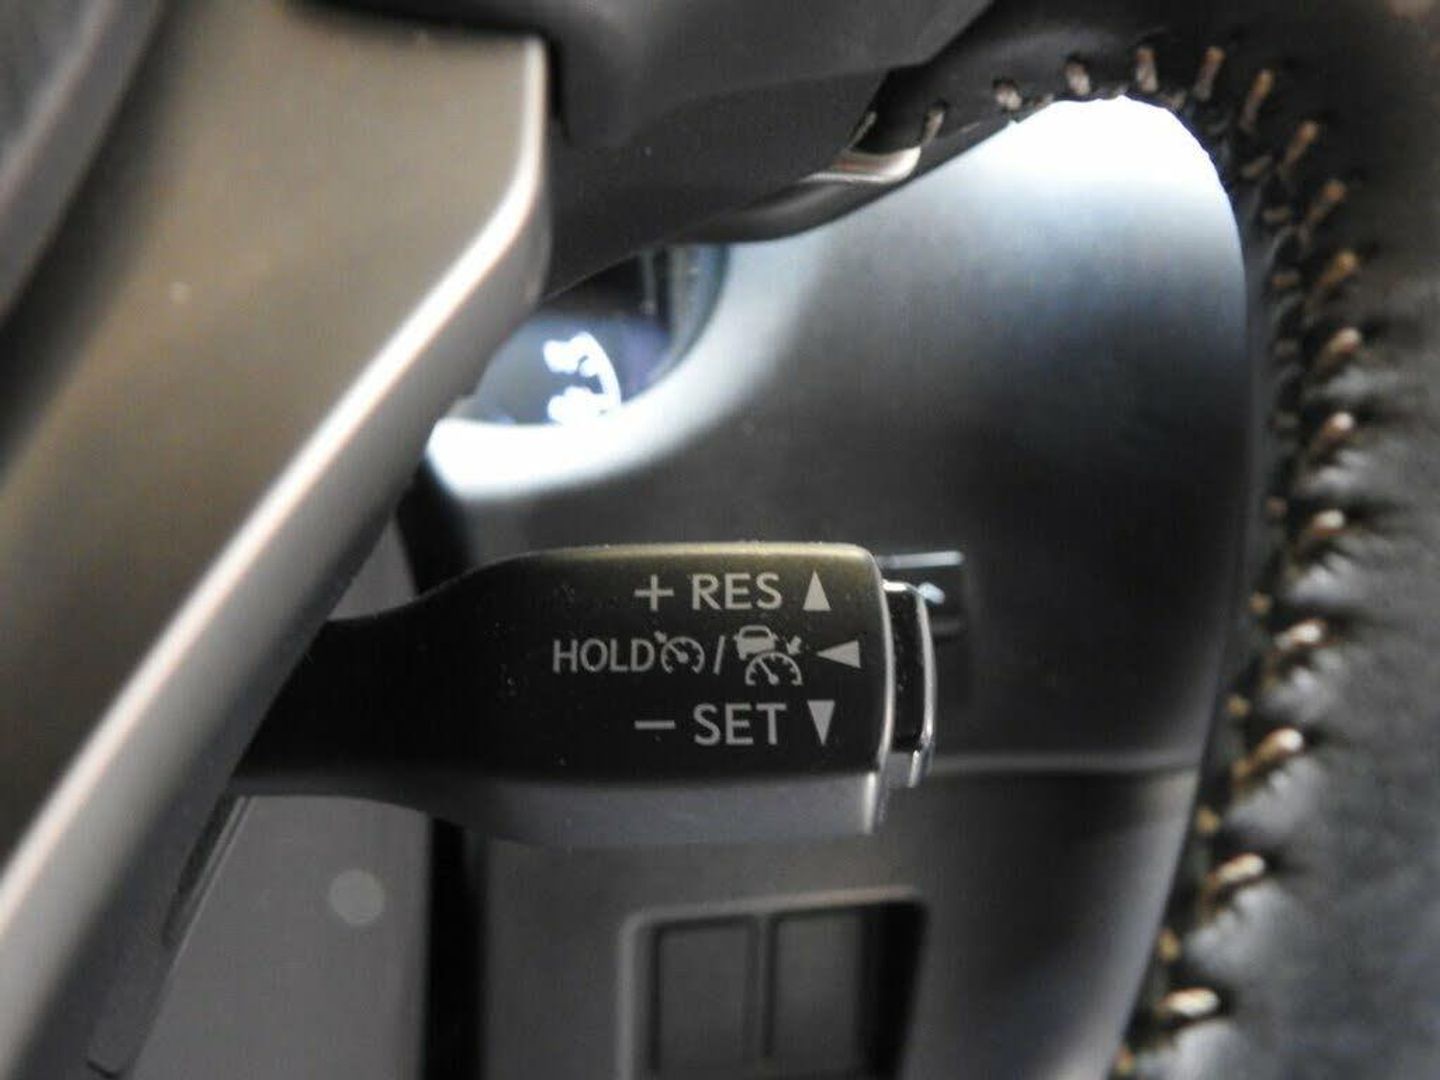 + RES ▲
HOLD / ◄
− SET ▼